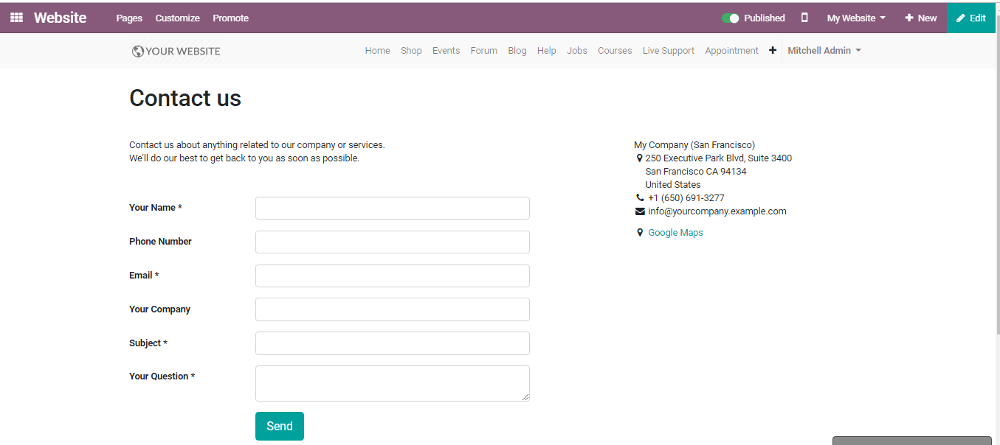 Website Pages Customize Promote Published My Website New Edit
YOUR WEBSITE Home Shop Events Forum Blog Help Jobs Courses Live Support Appointment Mitchell Admin
Contact us
Contact us about anything related to our company or services.
We'll do our best to get back to you as soon as possible.
My Company (San Francisco)
250 Executive Park Blvd, Suite 3400
San Francisco CA 94134
United States
+1 (650) 691-3277
info@yourcompany.example.com
Google Maps
Your Name *
Phone Number
Email *
Your Company
Subject *
Your Question *
Send